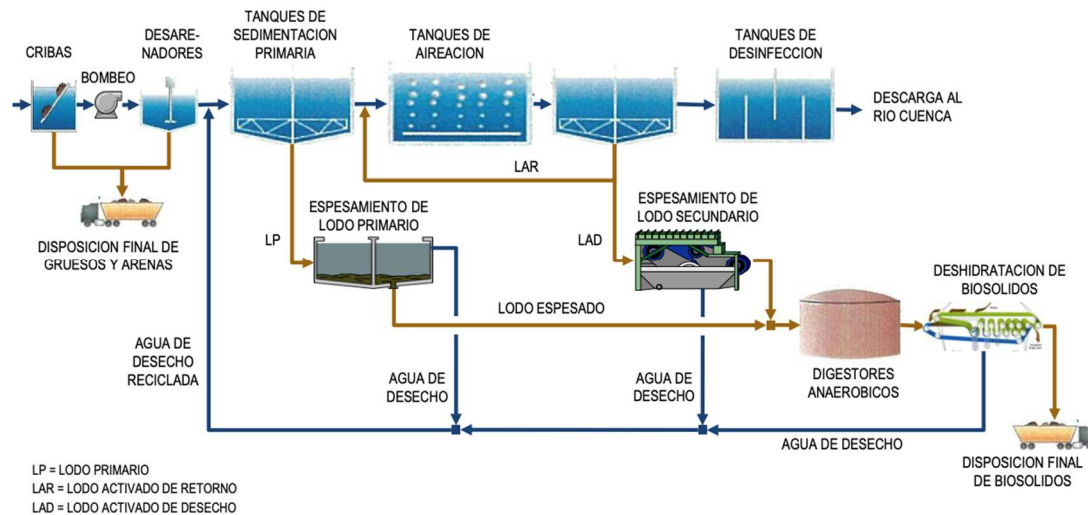 CRIBAS
BOMBEO
DESARE-
NADORES
TANQUES DE
SEDIMENTACION
PRIMARIA
TANQUES DE
AIREACION
TANQUES DE
DESINFECCION
DESCARGA AL
RIO CUENCA
LAR
DISPOSICION FINAL DE
GRUESOS Y ARENAS
LP
ESPESAMIENTO DE
LODO PRIMARIO
LAD
ESPESAMIENTO DE
LODO SECUNDARIO
DESHIDRATACION DE
BIOSOLIDOS
LODO ESPESADO
AGUA DE
DESECHO
RECICLADA
AGUA DE
DESECHO
AGUA DE
DESECHO
DIGESTORES
ANAEROBICOS
AGUA DE DESECHO
DISPOSICION FINAL
DE BIOSOLIDOS
LP = LODO PRIMARIO
LAR = LODO ACTIVADO DE RETORNO
LAD = LODO ACTIVADO DE DESECHO